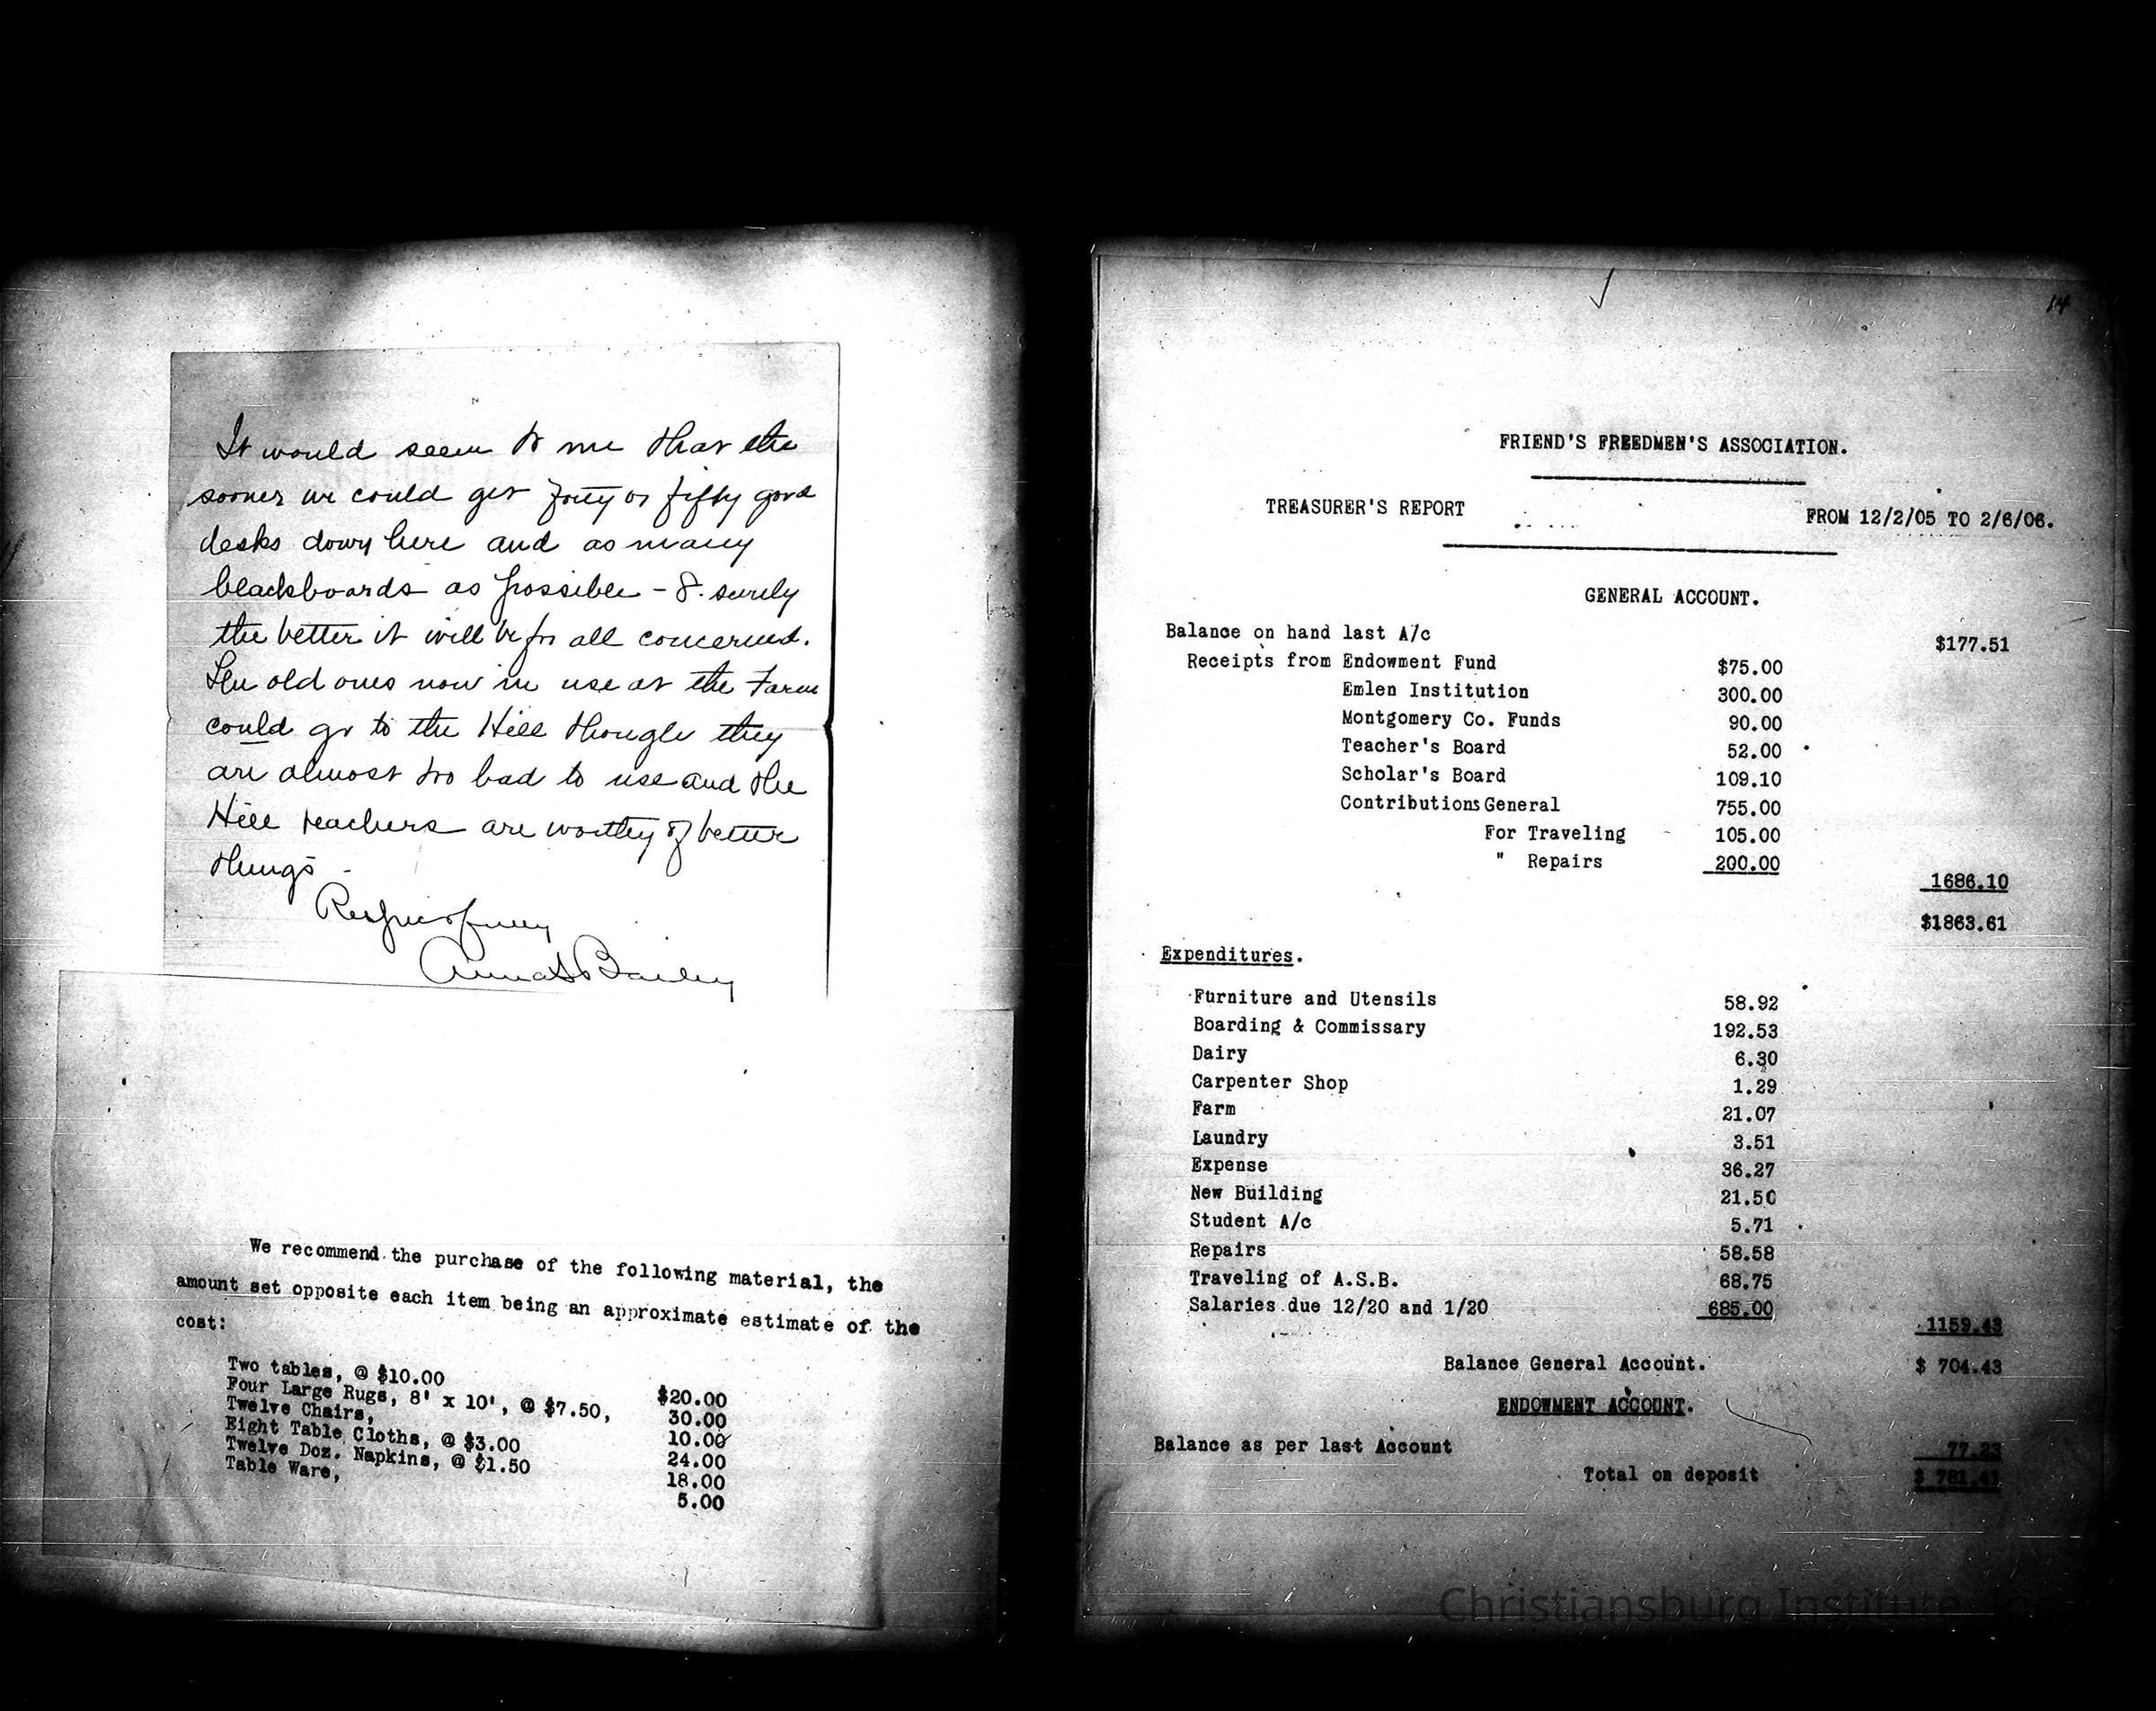 It would seem to me that the
sooner we could get forty or fifty good
desks down here and as many
blackboards as possible - 8. surely
the better it will be for all concerned.
Ten old ones now in use at the Farm
could go to the Hill though they
are almost too bad to use and the
Hill teachers are worthy of better
things -
Respectfully
Anna S Bailey
We recommend the purchase of the following material, the
amount set opposite each item being an approximate estimate of the
cost:
Two tables, @ $10.00 $20.00
Four Large Rugs, 8' x 10', @ $7.50, 30.00
Twelve Chairs, 10.00
Eight Table Cloths, @ $3.00 24.00
Twelve Doz. Napkins, @ $1.50 18.00
Table Ware, 5.00
14
FRIEND'S FREEDMEN'S ASSOCIATION.
TREASURER'S REPORT FROM 12/2/05 TO 2/6/06.
GENERAL ACCOUNT.
Balance on hand last A/c $177.51
Receipts from Endowment Fund $75.00
Emlen Institution 300.00
Montgomery Co. Funds 90.00
Teacher's Board 52.00
Scholar's Board 109.10
Contributions General 755.00
For Traveling 105.00
" Repairs 200.00
1686.10
$1863.61
Expenditures.
Furniture and Utensils 58.92
Boarding & Commissary 192.53
Dairy 6.30
Carpenter Shop 1.29
Farm 21.07
Laundry 3.51
Expense 36.27
New Building 21.50
Student A/c 5.71
Repairs 58.58
Traveling of A.S.B. 68.75
Salaries due 12/20 and 1/20 685.00
1159.43
Balance General Account. $ 704.43
ENDOWMENT ACCOUNT.
Balance as per last Account 77.23
Total on deposit $ 781.41
Christiansburg Institute